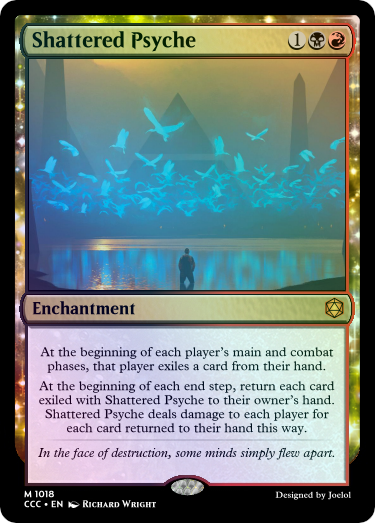 Shattered Psyche 1
Enchantment
At the beginning of each player's main and combat
phases, that player exiles a card from their hand.
At the beginning of each end step, return each card
exiled with Shattered Psyche to their owner's hand.
Shattered Psyche deals damage to each player for
each card returned to their hand this way.
In the face of destruction, some minds simply flew apart.
M 1018
CCC • EN Richard Wright
Designed by Joelol